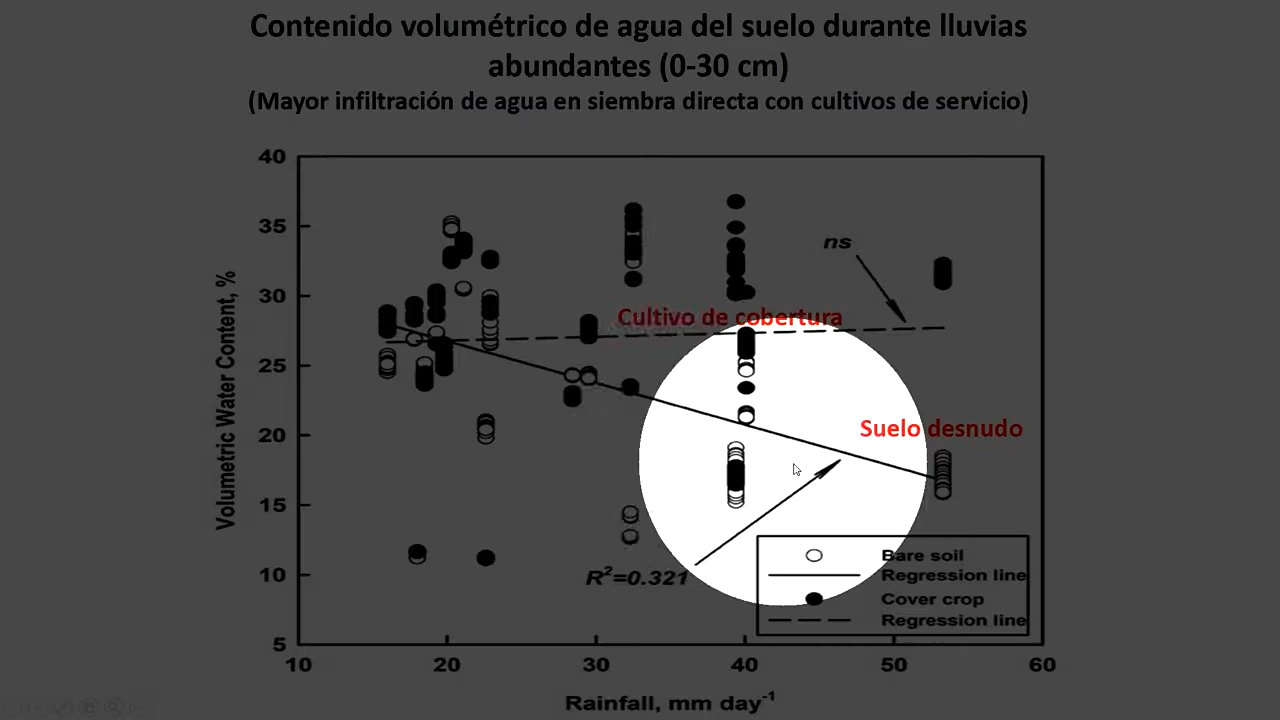 Contenido volumétrico de agua del suelo durante lluvias
abundantes (0-30 cm)
(Mayor infiltración de agua en siembra directa con cultivos de servicio)
40
35
30
25
20
15
10
5
Volumetric Water Content, %
ns
Cultivo de cobertura
Suelo desnudo
R²=0.321
Bare soil
Regression line
Cover crop
Regression line
10 20 30 40 50 60
Rainfall, mm day⁻¹